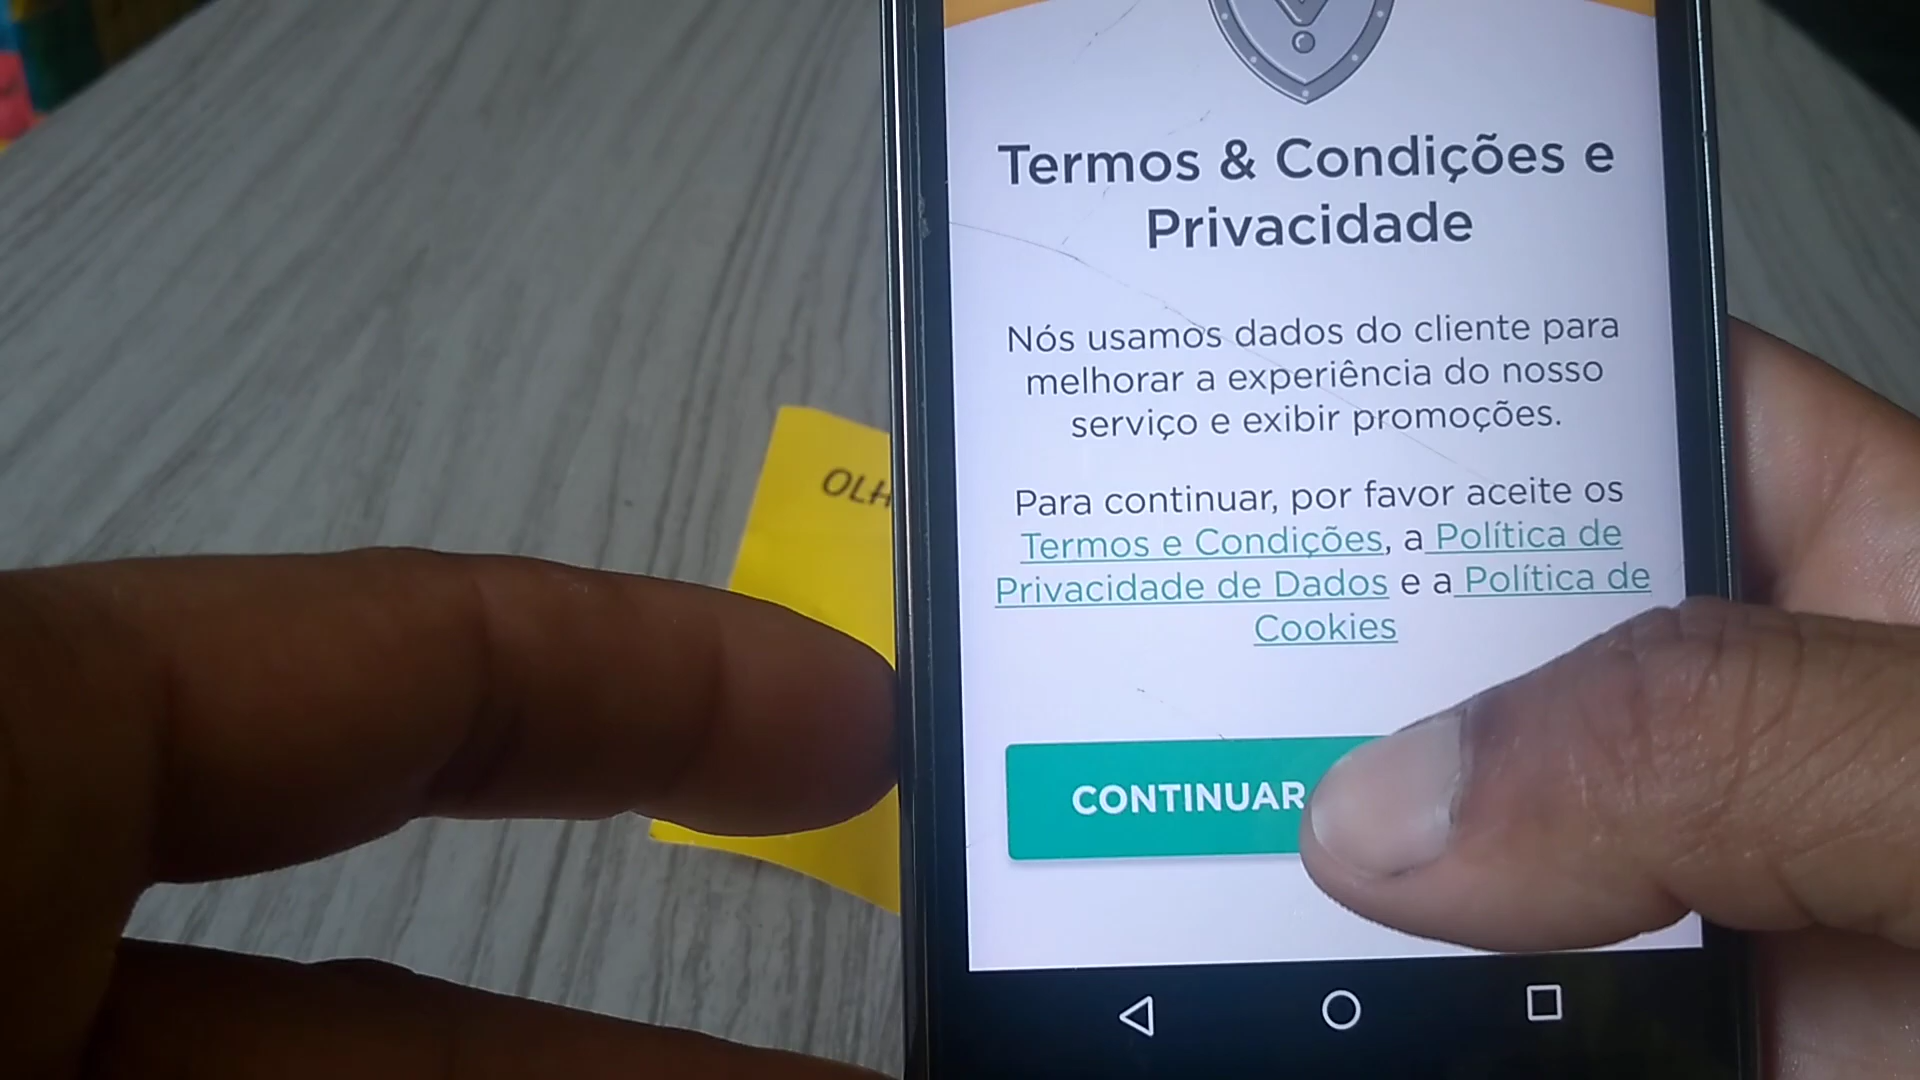 Termos & Condições e
Privacidade
Nós usamos dados do cliente para
melhorar a experiência do nosso
serviço e exibir promoções.
Para continuar, por favor aceite os
Termos e Condições, a Política de
Privacidade de Dados e a Política de
Cookies
CONTINUAR
OLH